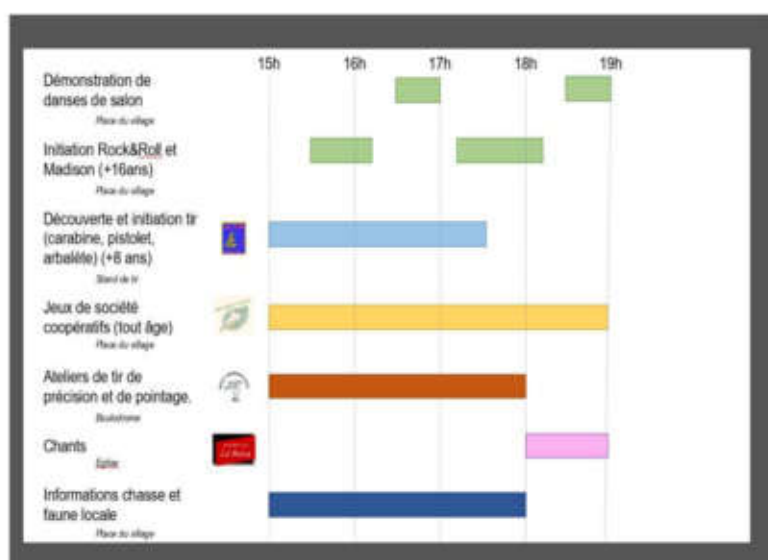 15h 16h 17h 18h 19h
Démonstration de
danses de salon
Place du village
Initiation Rock&Roll et
Madison (+16ans)
Place du village
Découverte et initiation tir
(carabine, pistolet,
arbalète) (+8 ans)
Stand de tir
Jeux de société
coopératifs (tout âge)
Place du village
Ateliers de tir de
précision et de pointage.
Boulodrome
Chants
Eglise
Informations chasse et
faune locale
Place du village